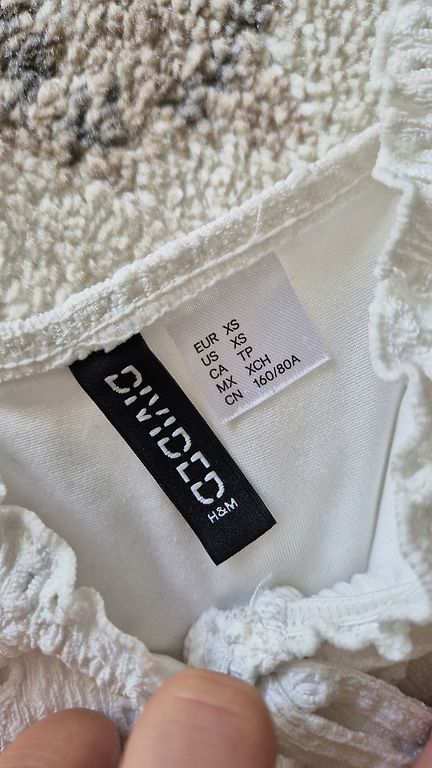 DIVIDED
H&M
EUR XS
US XS
CA TP
MX XCH
CN 160/80A